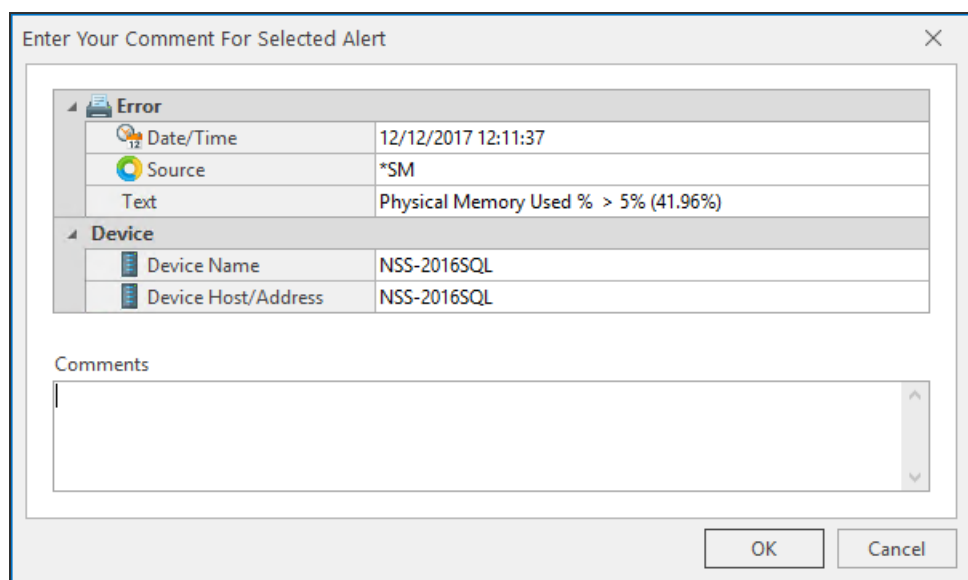 Enter Your Comment For Selected Alert
Error
12 Date/Time 12/12/2017 12:11:37
Source *SM
Text Physical Memory Used % > 5% (41.96%)
Device
Device Name NSS-2016SQL
Device Host/Address NSS-2016SQL
Comments
OK Cancel